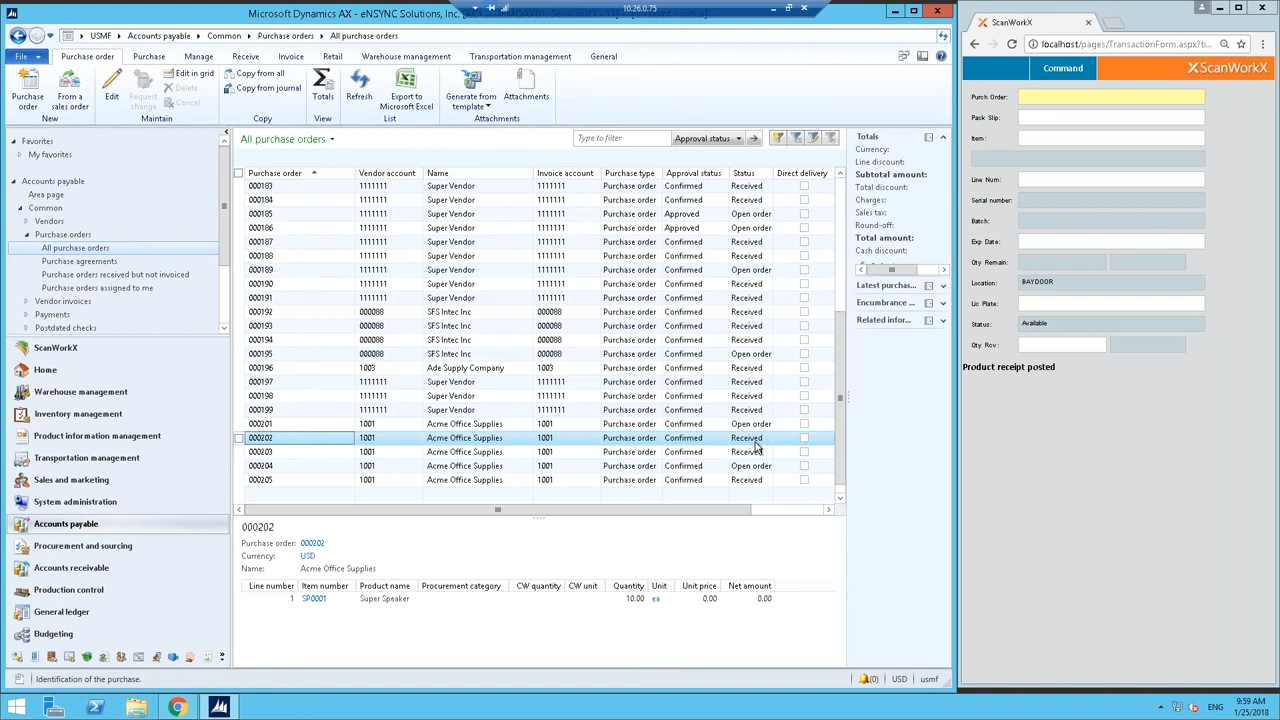 10.26.0.75
Microsoft Dynamics AX - eNSYNC Solutions, Inc.
USMF ▸ Accounts payable ▸ Common ▸ Purchase orders ▸ All purchase orders
File Purchase order Purchase Manage Receive Invoice Retail Warehouse management Transportation management General
Purchase order
From a sales order
New
Edit
Request change
Edit in grid
Delete
Cancel
Maintain
Copy from all
Copy from journal
Copy
Totals
View
Refresh
Export to Microsoft Excel
List
Generate from template
Attachments
Attachments
Favorites
My favorites
Accounts payable
Area page
Common
Vendors
Purchase orders
All purchase orders
Purchase agreements
Purchase orders received but not invoiced
Purchase orders assigned to me
Vendor invoices
Payments
Postdated checks
ScanWorkX
Home
Warehouse management
Inventory management
Product information management
Transportation management
Sales and marketing
System administration
Accounts payable
Procurement and sourcing
Accounts receivable
Production control
General ledger
Budgeting
All purchase orders
Type to filter
Approval status
Purchase order Vendor account Name Invoice account Purchase type Approval status Status Direct delivery
000183 1111111 Super Vendor 1111111 Purchase order Confirmed Received
000184 1111111 Super Vendor 1111111 Purchase order Confirmed Received
000185 1111111 Super Vendor 1111111 Purchase order Approved Open order
000186 1111111 Super Vendor 1111111 Purchase order Approved Open order
000187 1111111 Super Vendor 1111111 Purchase order Confirmed Received
000188 1111111 Super Vendor 1111111 Purchase order Confirmed Received
000189 1111111 Super Vendor 1111111 Purchase order Confirmed Open order
000190 1111111 Super Vendor 1111111 Purchase order Confirmed Received
000191 1111111 Super Vendor 1111111 Purchase order Confirmed Received
000192 000088 SFS Intec Inc 000088 Purchase order Confirmed Received
000193 000088 SFS Intec Inc 000088 Purchase order Confirmed Received
000194 000088 SFS Intec Inc 000088 Purchase order Confirmed Received
000195 000088 SFS Intec Inc 000088 Purchase order Confirmed Open order
000196 1003 Ade Supply Company 1003 Purchase order Confirmed Received
000197 1111111 Super Vendor 1111111 Purchase order Confirmed Received
000198 1111111 Super Vendor 1111111 Purchase order Confirmed Received
000199 1111111 Super Vendor 1111111 Purchase order Confirmed Received
000201 1001 Acme Office Supplies 1001 Purchase order Confirmed Open order
000202 1001 Acme Office Supplies 1001 Purchase order Confirmed Received
000203 1001 Acme Office Supplies 1001 Purchase order Confirmed Received
000204 1001 Acme Office Supplies 1001 Purchase order Confirmed Open order
000205 1001 Acme Office Supplies 1001 Purchase order Confirmed Received
000202
Purchase order: 000202
Currency: USD
Name: Acme Office Supplies
Line number Item number Product name Procurement category CW quantity CW unit Quantity Unit Unit price Net amount
1 SP0001 Super Speaker 10.00 ea 0.00 0.00
Totals
Currency:
Line discount:
Subtotal amount:
Total discount:
Charges:
Sales tax:
Round-off:
Total amount:
Cash discount:
Latest purchas...
Encumbrance ...
Related infor...
Identification of the purchase.
(0) USD usmf
ScanWorkX
localhost/pages/TransactionForm.aspx?ti...
Command ScanWorkX
Purch Order:
Pack Slip:
Item:
Line Num:
Serial number:
Batch:
Exp Date:
Qty Remain:
Location: BAYDOOR
Lic Plate:
Status: Available
Qty Rcv:
Product receipt posted
ENG
9:59 AM
1/25/2018